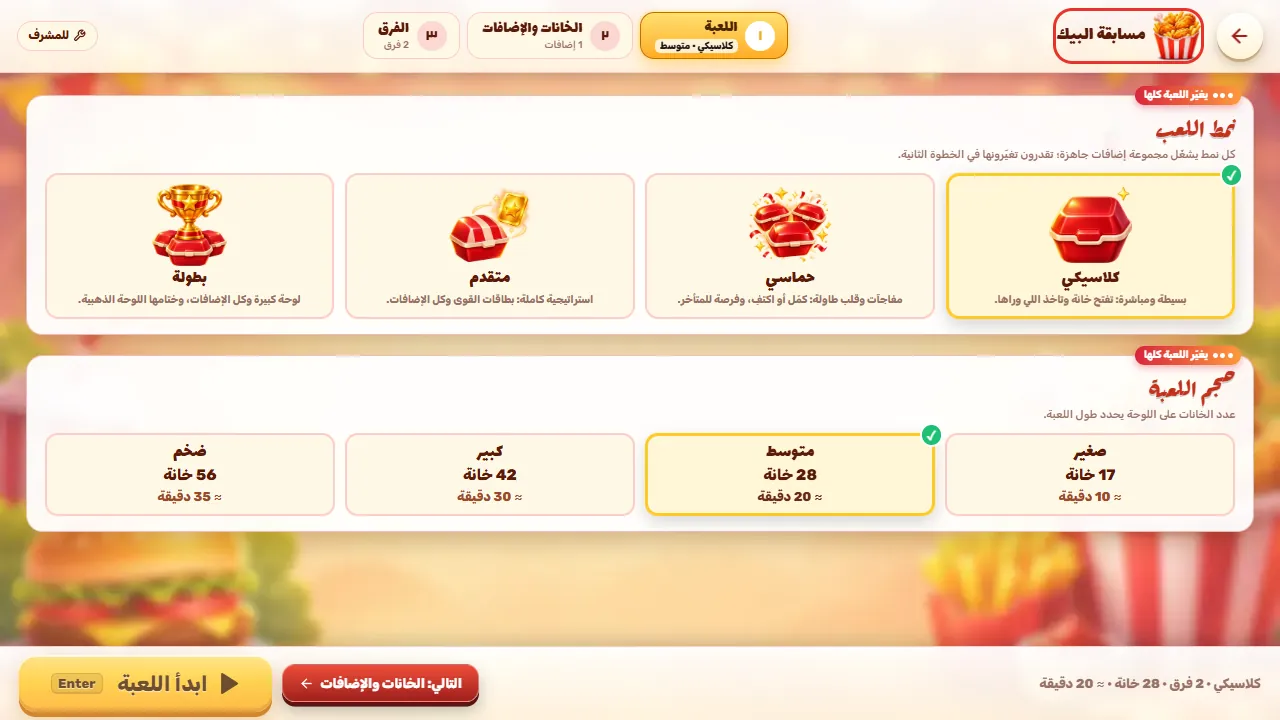 مسابقة البيك
١
اللعبة
كلاسيكي • متوسط
٢
الخانات والإضافات
1 إضافات
٣
الفرق
2 فرق
للمشرف
يغيّر اللعبة كلها
نمط اللعب
كل نمط يشغّل مجموعة إضافات جاهزة؛ تقدرون تغيّرونها في الخطوة الثانية.
كلاسيكي
بسيطة ومباشرة: تفتح خانة وتاخذ اللي وراها.
حماسي
مفاجآت وقلب طاولة: كمّل أو اكتفِ، وفرصة للمتأخر.
متقدم
استراتيجية كاملة: بطاقات القوى وكل الإضافات.
بطولة
لوحة كبيرة وكل الإضافات، وختامها اللوحة الذهبية.
يغيّر اللعبة كلها
حجم اللعبة
عدد الخانات على اللوحة يحدد طول اللعبة.
صغير
17 خانة
≈ 10 دقيقة
متوسط
28 خانة
≈ 20 دقيقة
كبير
42 خانة
≈ 30 دقيقة
ضخم
56 خانة
≈ 35 دقيقة
كلاسيكي • 2 فرق • 28 خانة • ≈ 20 دقيقة
التالي: الخانات والإضافات
ابدأ اللعبة Enter